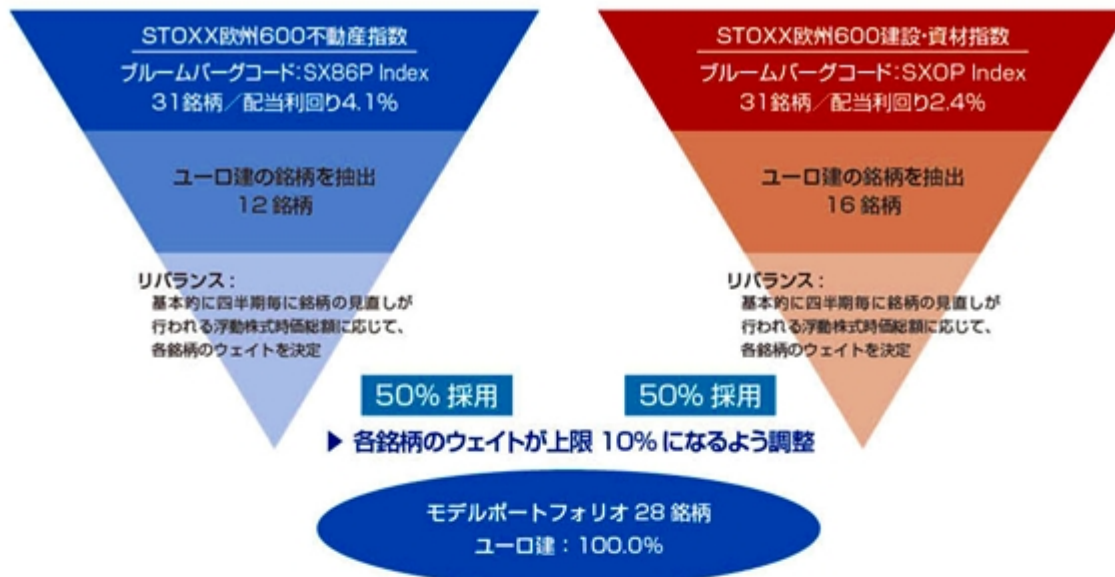 STOXX欧州600不動産指数
ブルームバーグコード:SX86P Index
31銘柄／配当利回り4.1%
ユーロ建の銘柄を抽出
12銘柄
リバランス：
基本的に四半期毎に銘柄の見直しが
行われる浮動株式時価総額に応じて、
各銘柄のウェイトを決定
STOXX欧州600建設・資材指数
ブルームバーグコード:SXOP Index
31銘柄／配当利回り2.4%
ユーロ建の銘柄を抽出
16銘柄
リバランス：
基本的に四半期毎に銘柄の見直しが
行われる浮動株式時価総額に応じて、
各銘柄のウェイトを決定
50% 採用
50% 採用
▶ 各銘柄のウェイトが上限 10% になるよう調整
モデルポートフォリオ 28 銘柄
ユーロ建：100.0%